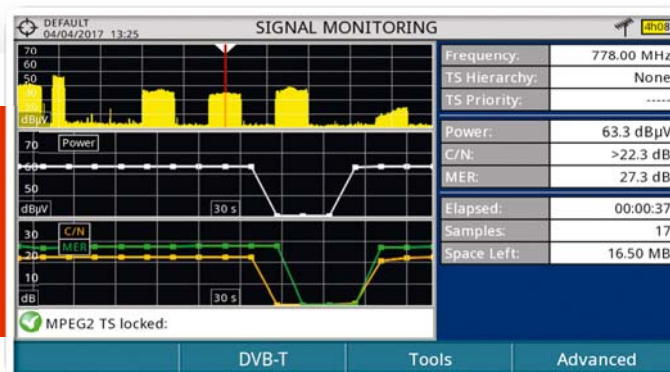 DEFAULT
04/04/2017 13:25
SIGNAL MONITORING
4h08
70
60
50
dBµV
70 Power
60
50
dBµV 30 s
30 C/N
MER
20
10
dB 30 s
Frequency: 778.00 MHz
TS Hierarchy: None
TS Priority: -----
Power: 63.3 dBµV
C/N: >22.3 dB
MER: 27.3 dB
Elapsed: 00:00:37
Samples: 17
Space Left: 16.50 MB
MPEG2 TS locked:
DVB-T Tools Advanced